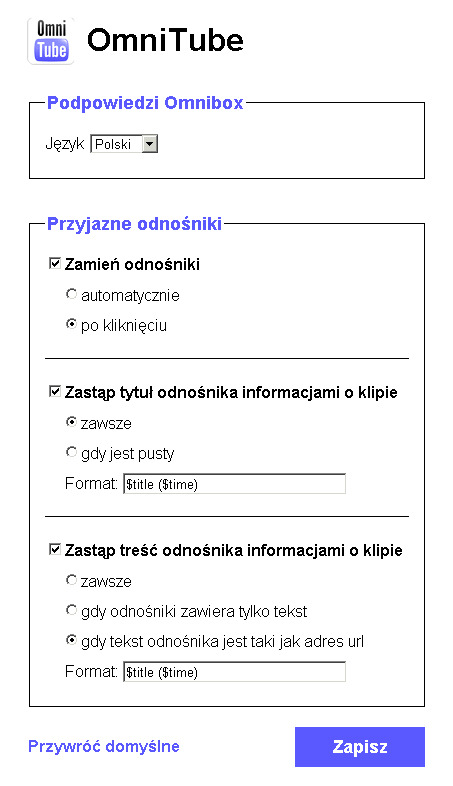 Omni
Tube
OmniTube
Podpowiedzi Omnibox
Język Polski
Przyjazne odnośniki
Zamień odnośniki
automatycznie
po kliknięciu
Zastąp tytuł odnośnika informacjami o klipie
zawsze
gdy jest pusty
Format: $title ($time)
Zastąp treść odnośnika informacjami o klipie
zawsze
gdy odnośniki zawiera tylko tekst
gdy tekst odnośnika jest taki jak adres url
Format: $title ($time)
Przywróć domyślne
Zapisz